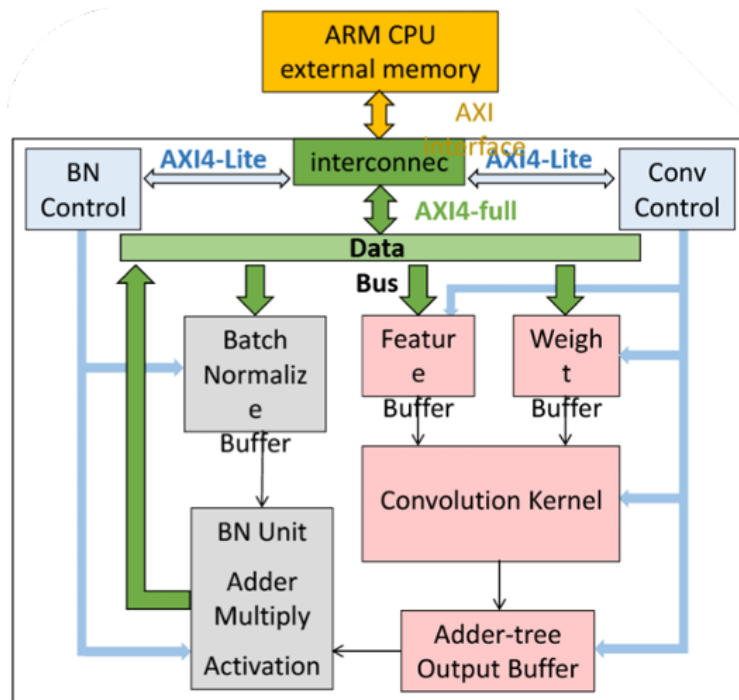 ARM CPU
external memory
AXI
interface
AXI4-Lite
interconnec
AXI4-Lite
BN
Control
Conv
Control
AXI4-full
Data
Bus
Batch
Normaliz
e
Buffer
Featur
e
Buffer
Weigh
t
Buffer
Convolution Kernel
BN Unit
Adder
Multiply
Activation
Adder-tree
Output Buffer